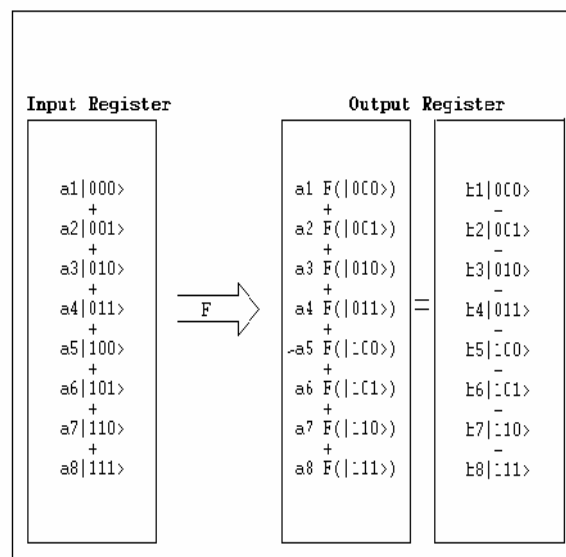 Input Register
a1|000>
+
a2|001>
+
a3|010>
+
a4|011>
+
a5|100>
+
a6|101>
+
a7|110>
+
a8|111>
F
Output Register
a1 F(|000>)
+
a2 F(|001>)
+
a3 F(|010>)
+
a4 F(|011>)
+
a5 F(|100>)
+
a6 F(|101>)
+
a7 F(|110>)
+
a8 F(|111>)
=
b1|000>
-
b2|001>
-
b3|010>
-
b4|011>
-
b5|100>
-
b6|101>
-
b7|110>
-
b8|111>